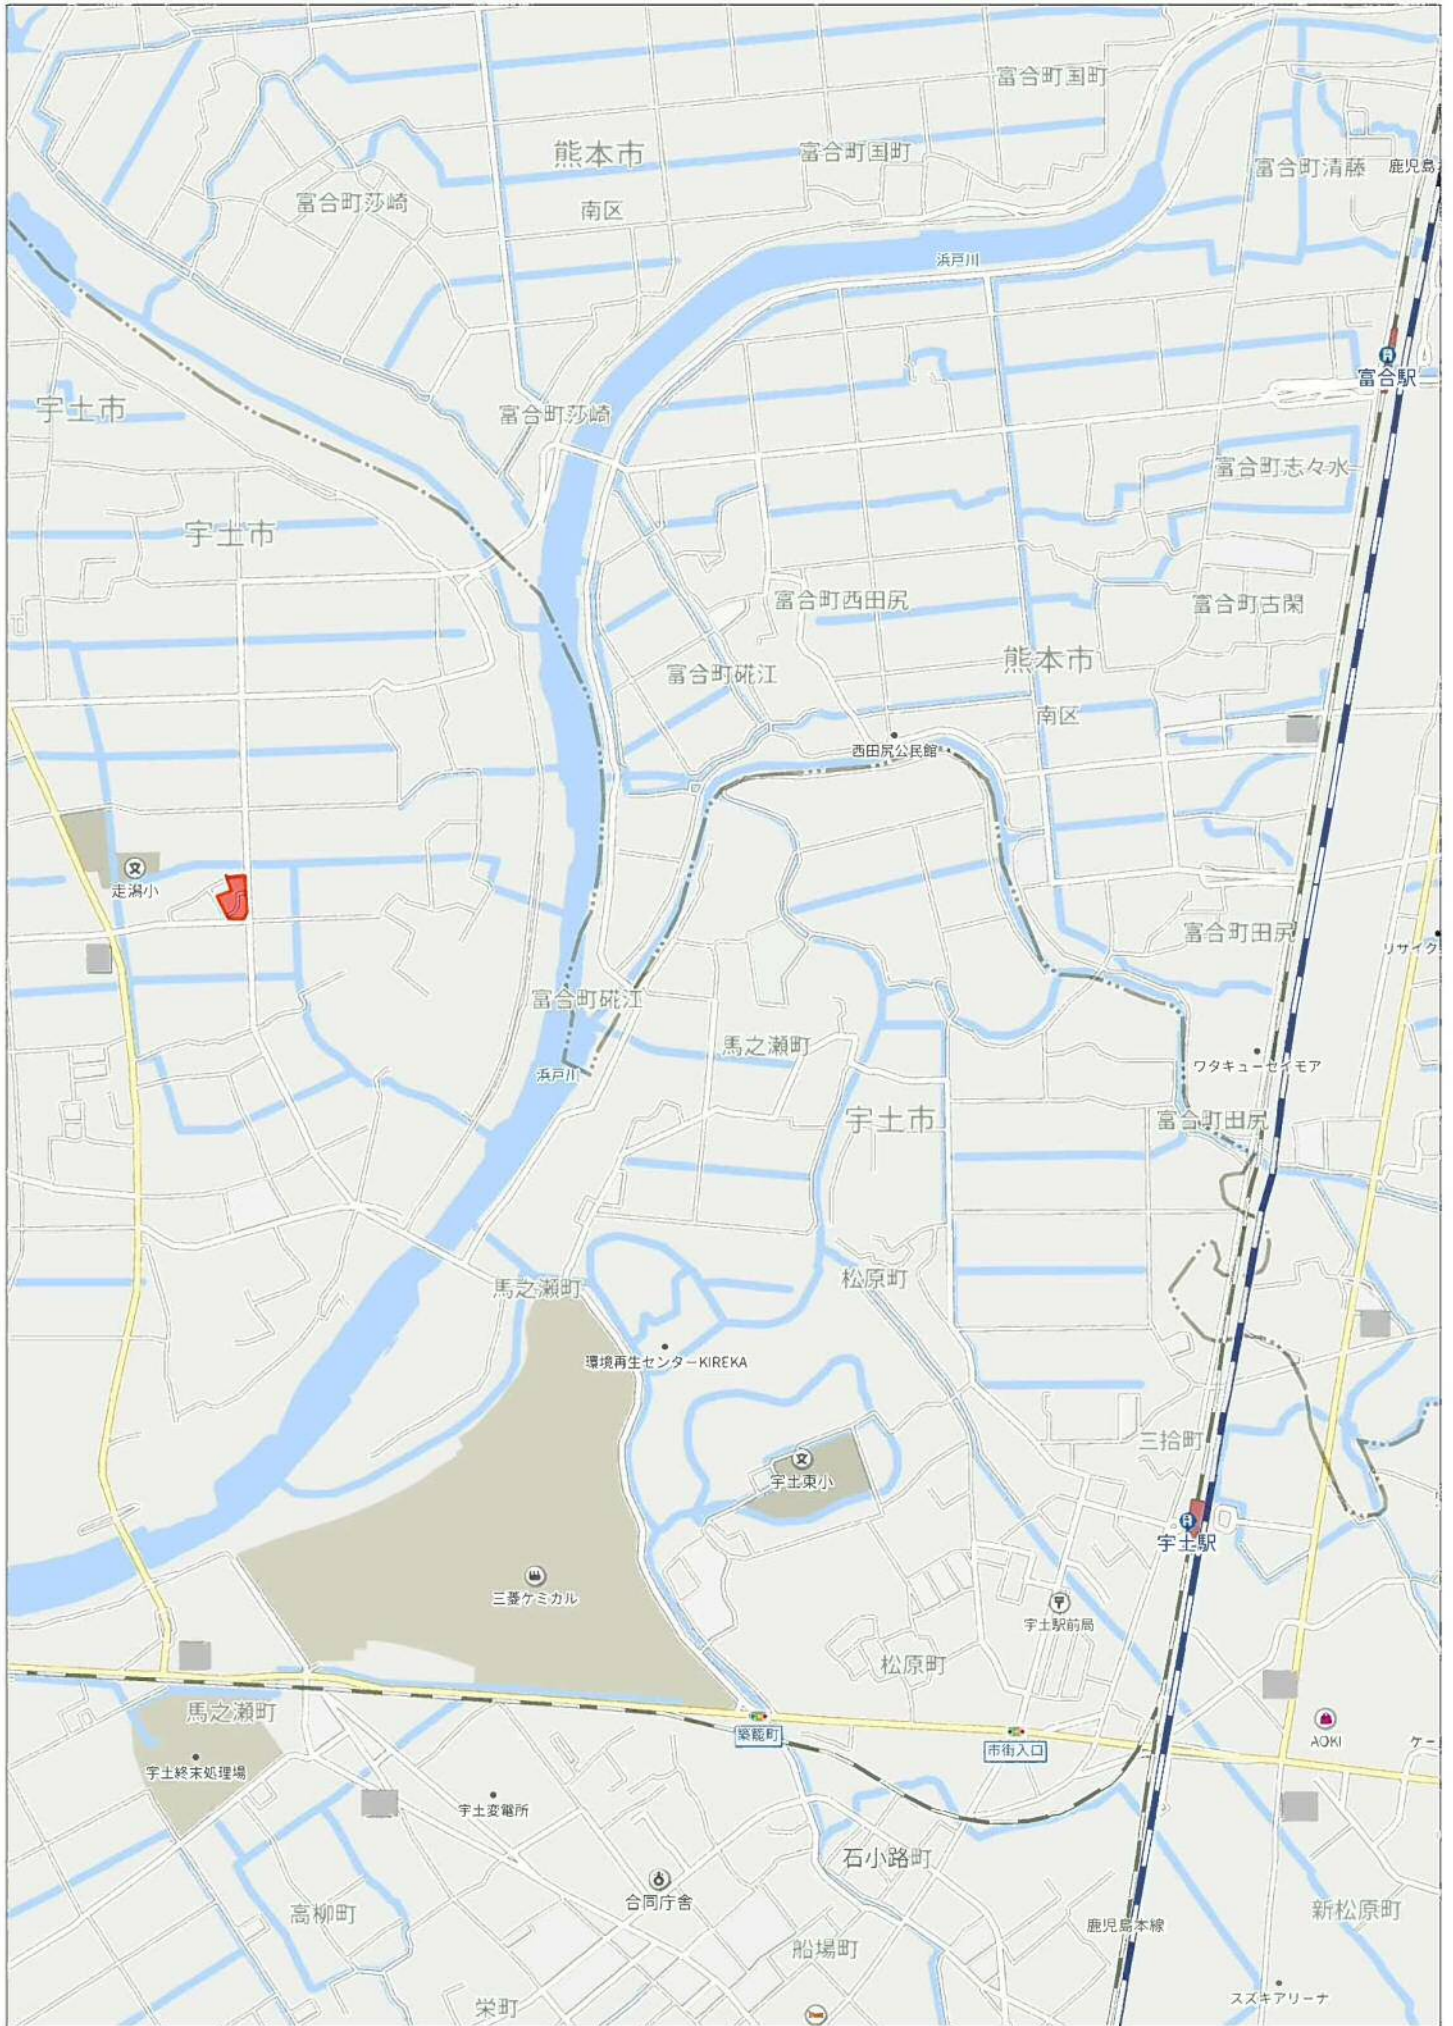 富合町国町
熊本市
富合町国町
富合町清藤
鹿児島
富合町莎崎
南区
浜戸川
富合駅
宇土市
富合町莎崎
富合町志々水
宇土市
富合町西田尻
富合町古閑
熊本市
富合町硴江
南区
西田尻公民館
走潟小
富合町田尻
リサイク
富合町硴江
馬之瀬町
ワタキューセイモア
浜戸川
宇土市
富合町田尻
馬之瀬町
松原町
環境再生センターKIREKA
三拾町
宇土東小
宇土駅
三菱ケミカル
宇土駅前局
松原町
馬之瀬町
築籠町
市街入口
AOKI
ケー
宇土終末処理場
宇土変電所
石小路町
合同庁舎
高柳町
新松原町
鹿児島本線
船場町
スズキアリーナ
栄町